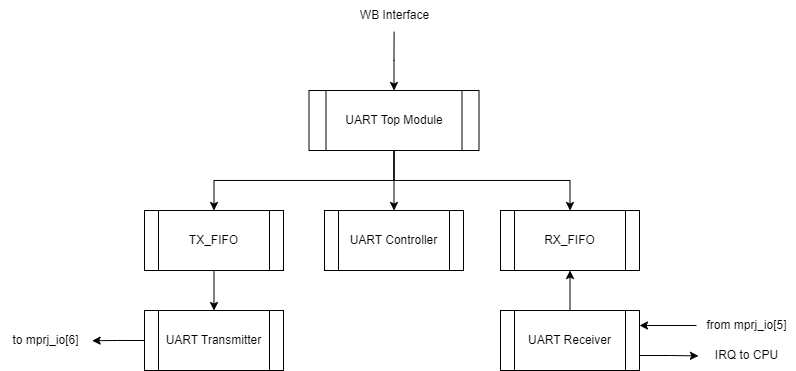 WB Interface
UART Top Module
TX_FIFO
UART Controller
RX_FIFO
to mprj_io[6]
UART Transmitter
UART Receiver
from mprj_io[5]
IRQ to CPU